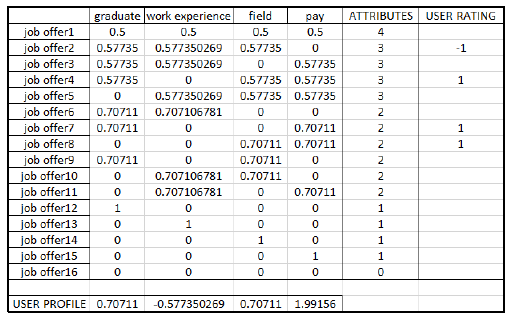 graduate work experience field pay ATTRIBUTES USER RATING
job offer1 0.5 0.5 0.5 0.5 4
job offer2 0.57735 0.577350269 0.57735 0 3 -1
job offer3 0.57735 0.577350269 0 0.57735 3
job offer4 0.57735 0 0.57735 0.57735 3 1
job offer5 0 0.577350269 0.57735 0.57735 3
job offer6 0.70711 0.707106781 0 0 2
job offer7 0.70711 0 0 0.70711 2 1
job offer8 0 0 0.70711 0.70711 2 1
job offer9 0.70711 0 0.70711 0 2
job offer10 0 0.707106781 0.70711 0 2
job offer11 0 0.707106781 0 0.70711 2
job offer12 1 0 0 0 1
job offer13 0 1 0 0 1
job offer14 0 0 1 0 1
job offer15 0 0 0 1 1
job offer16 0 0 0 0 0
USER PROFILE 0.70711 -0.577350269 0.70711 1.99156